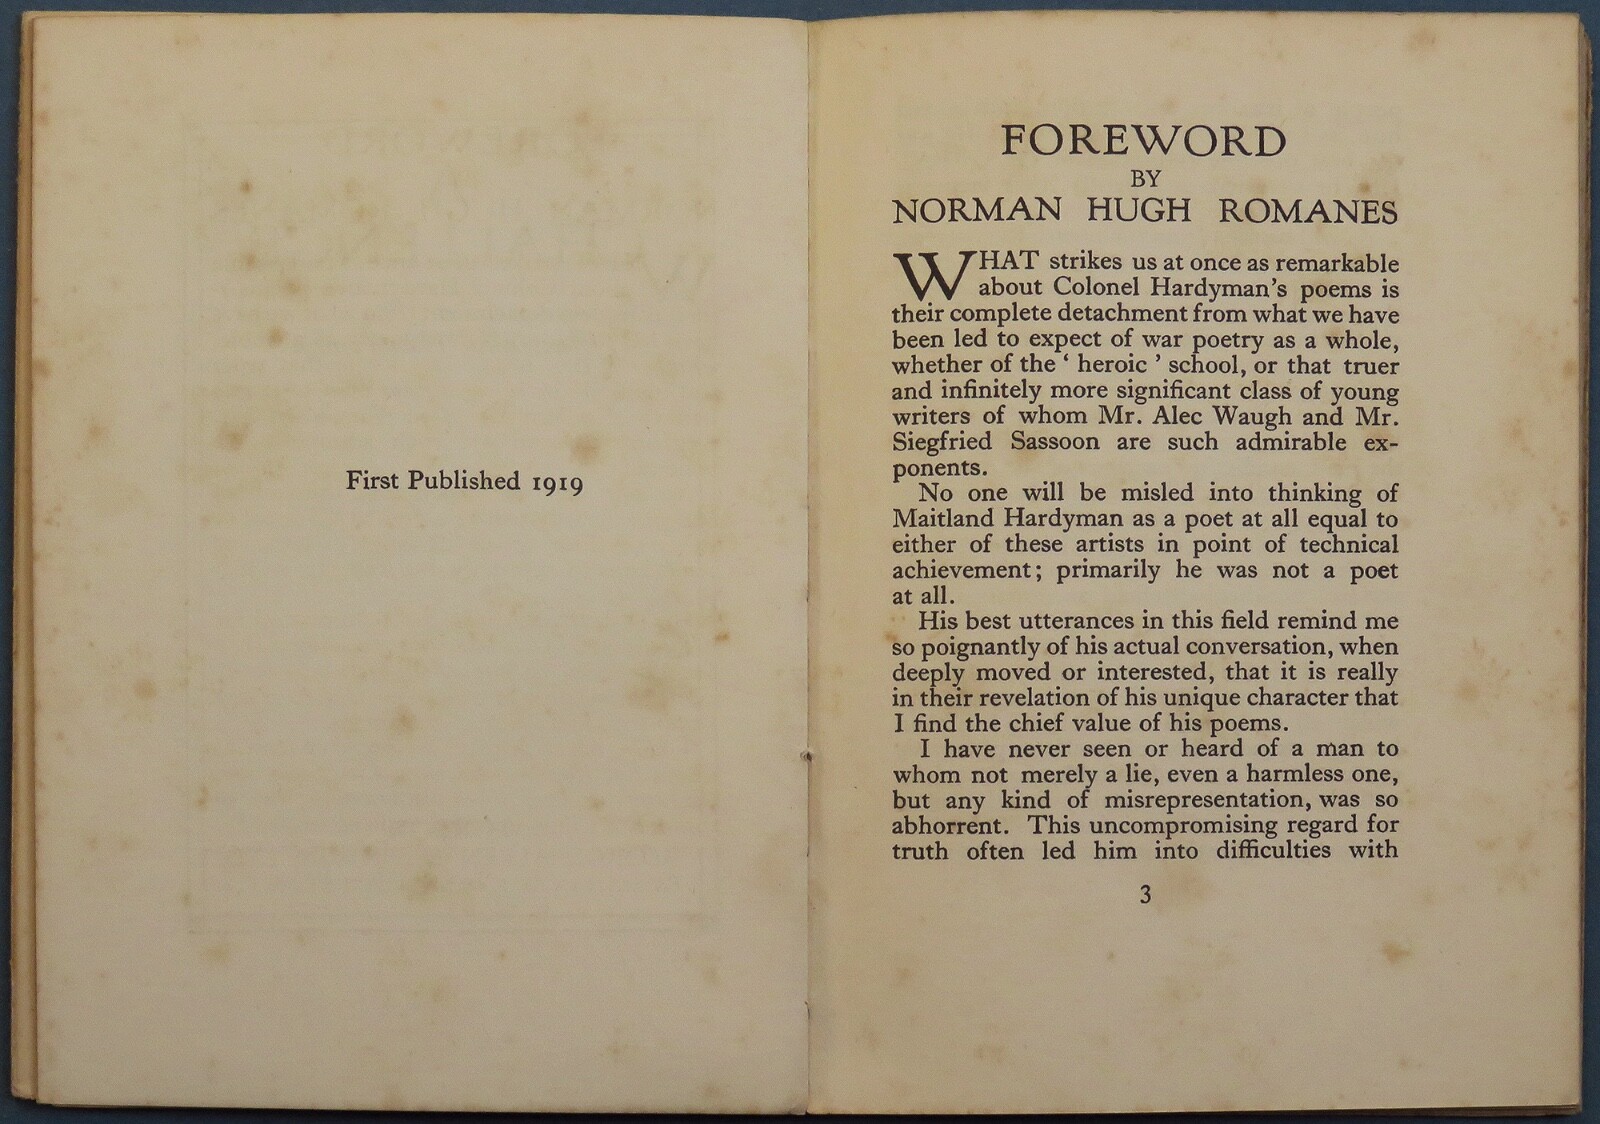 First Published 1919
FOREWORD
BY
NORMAN HUGH ROMANES
WHAT strikes us at once as remarkable
about Colonel Hardyman's poems is
their complete detachment from what we have
been led to expect of war poetry as a whole,
whether of the ‘ heroic ’ school, or that truer
and infinitely more significant class of young
writers of whom Mr. Alec Waugh and Mr.
Siegfried Sassoon are such admirable ex-
ponents.
No one will be misled into thinking of
Maitland Hardyman as a poet at all equal to
either of these artists in point of technical
achievement; primarily he was not a poet
at all.
His best utterances in this field remind me
so poignantly of his actual conversation, when
deeply moved or interested, that it is really
in their revelation of his unique character that
I find the chief value of his poems.
I have never seen or heard of a man to
whom not merely a lie, even a harmless one,
but any kind of misrepresentation, was so
abhorrent. This uncompromising regard for
truth often led him into difficulties with
3